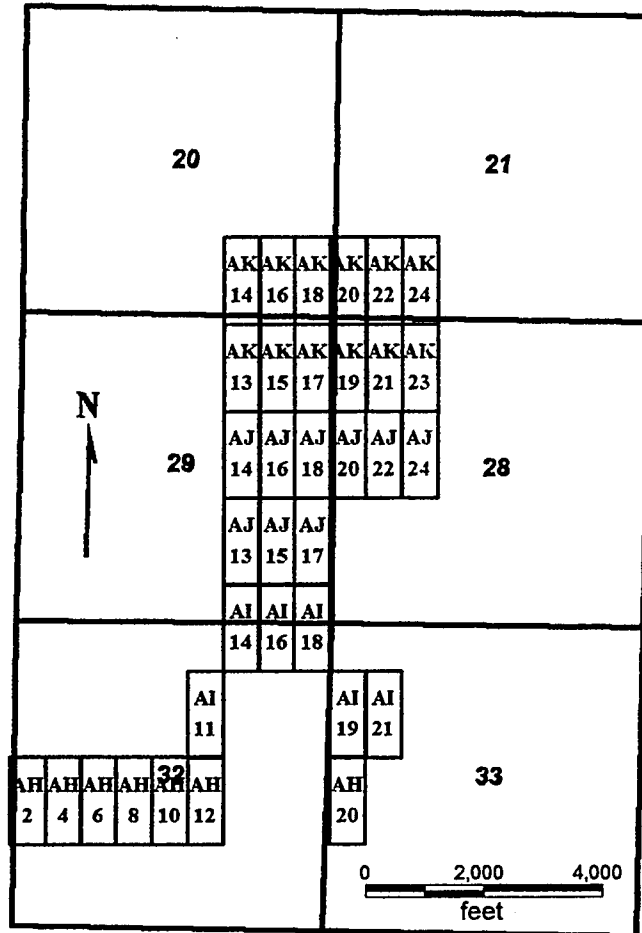 20
21
AK AK AK AK AK AK
14 16 18 20 22 24
AK AK AK AK AK AK
13 15 17 19 21 23
N
AJ AJ AJ AJ AJ AJ
14 16 18 20 22 24
29
28
AJ AJ AJ
13 15 17
AI AI AI
14 16 18
AI AI AI
11 19 21
32
33
AH AH AH AH AH AH AH
2 4 6 8 10 12 20
0 2,000 4,000
feet